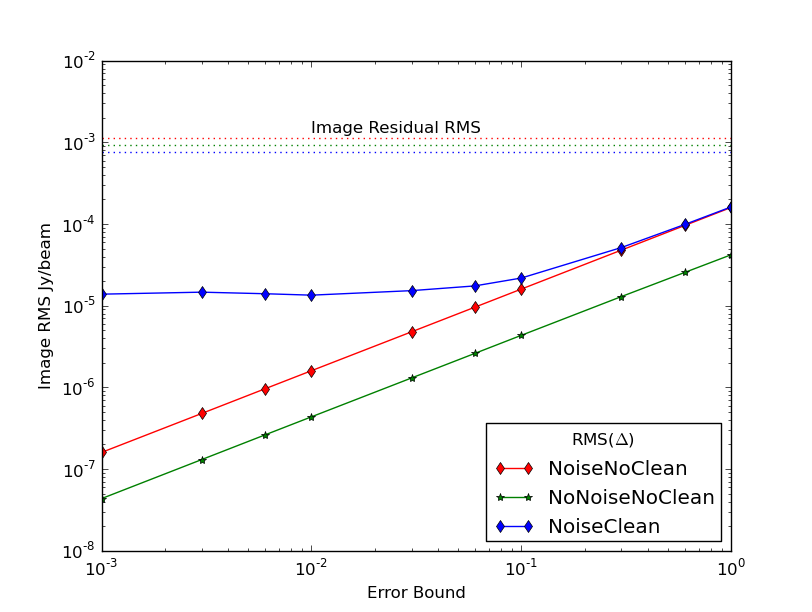 10^-2
Image Residual RMS
10^-3
10^-4
10^-5
10^-6
10^-7
10^-8
Image RMS Jy/beam
RMS(Δ)
NoiseNoClean
NoNoiseNoClean
NoiseClean
10^-3 10^-2 10^-1 10^0
Error Bound